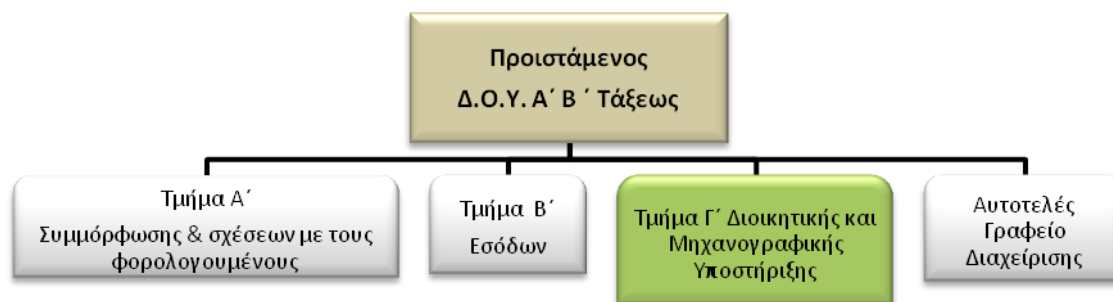 Προιστάμενος
Δ.Ο.Υ. Α΄ Β ΄ Τάξεως
Τμήμα Α΄
Συμμόρφωσης & σχέσεων με τους
φορολογουμένους
Τμήμα Β΄
Εσόδων
Τμήμα Γ΄ Διοικητικής και
Μηχανογραφικής
Υποστήριξης
Αυτοτελές
Γραφείο
Διαχείρισης